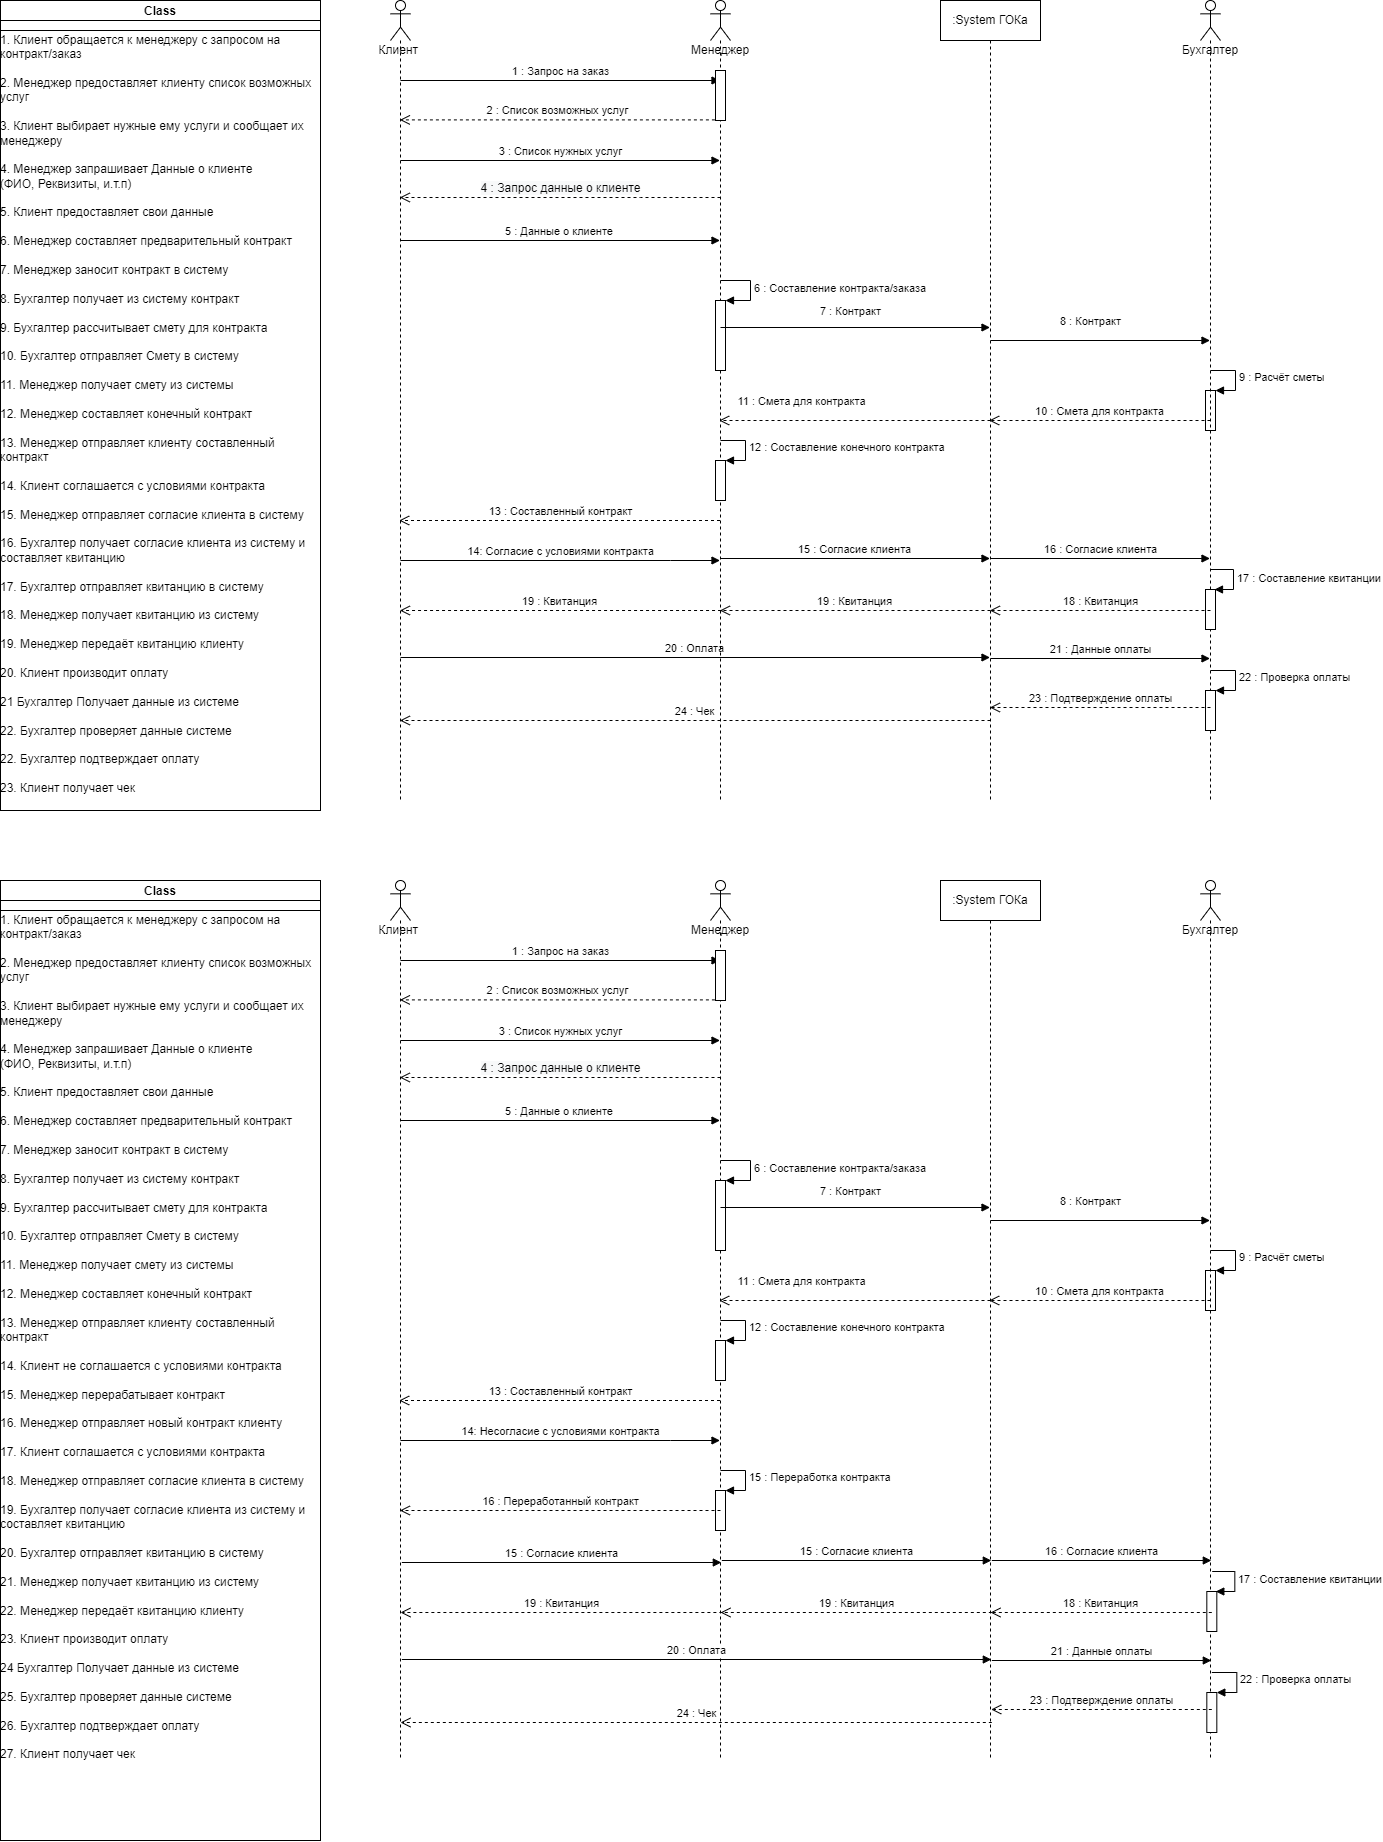 Class
1. Клиент обращается к менеджеру с запросом на
контракт/заказ
2. Менеджер предоставляет клиенту список возможных
услуг
3. Клиент выбирает нужные ему услуги и сообщает их
менеджеру
4. Менеджер запрашивает Данные о клиенте
(ФИО, Реквизиты, и.т.п)
5. Клиент предоставляет свои данные
6. Менеджер составляет предварительный контракт
7. Менеджер заносит контракт в систему
8. Бухгалтер получает из систему контракт
9. Бухгалтер рассчитывает смету для контракта
10. Бухгалтер отправляет Смету в систему
11. Менеджер получает смету из системы
12. Менеджер составляет конечный контракт
13. Менеджер отправляет клиенту составленный
контракт
14. Клиент соглашается с условиями контракта
15. Менеджер отправляет согласие клиента в систему
16. Бухгалтер получает согласие клиента из систему и
составляет квитанцию
17. Бухгалтер отправляет квитанцию в систему
18. Менеджер получает квитанцию из систему
19. Менеджер передаёт квитанцию клиенту
20. Клиент производит оплату
21 Бухгалтер Получает данные из системе
22. Бухгалтер проверяет данные системе
22. Бухгалтер подтверждает оплату
23. Клиент получает чек
Клиент
Менеджер
:System ГОКа
Бухгалтер
1 : Запрос на заказ
2 : Список возможных услуг
3 : Список нужных услуг
4 : Запрос данные о клиенте
5 : Данные о клиенте
6 : Составление контракта/заказа
7 : Контракт
8 : Контракт
9 : Расчёт сметы
11 : Смета для контракта
10 : Смета для контракта
12 : Составление конечного контракта
13 : Составленный контракт
14: Согласие с условиями контракта
15 : Согласие клиента
16 : Согласие клиента
17 : Составление квитанции
19 : Квитанция
19 : Квитанция
18 : Квитанция
20 : Оплата
21 : Данные оплаты
22 : Проверка оплаты
23 : Подтверждение оплаты
24 : Чек
Class
1. Клиент обращается к менеджеру с запросом на
контракт/заказ
2. Менеджер предоставляет клиенту список возможных
услуг
3. Клиент выбирает нужные ему услуги и сообщает их
менеджеру
4. Менеджер запрашивает Данные о клиенте
(ФИО, Реквизиты, и.т.п)
5. Клиент предоставляет свои данные
6. Менеджер составляет предварительный контракт
7. Менеджер заносит контракт в систему
8. Бухгалтер получает из систему контракт
9. Бухгалтер рассчитывает смету для контракта
10. Бухгалтер отправляет Смету в систему
11. Менеджер получает смету из системы
12. Менеджер составляет конечный контракт
13. Менеджер отправляет клиенту составленный
контракт
14. Клиент не соглашается с условиями контракта
15. Менеджер перерабатывает контракт
16. Менеджер отправляет новый контракт клиенту
17. Клиент соглашается с условиями контракта
18. Менеджер отправляет согласие клиента в систему
19. Бухгалтер получает согласие клиента из систему и
составляет квитанцию
20. Бухгалтер отправляет квитанцию в систему
21. Менеджер получает квитанцию из систему
22. Менеджер передаёт квитанцию клиенту
23. Клиент производит оплату
24 Бухгалтер Получает данные из системе
25. Бухгалтер проверяет данные системе
26. Бухгалтер подтверждает оплату
27. Клиент получает чек
Клиент
Менеджер
:System ГОКа
Бухгалтер
1 : Запрос на заказ
2 : Список возможных услуг
3 : Список нужных услуг
4 : Запрос данные о клиенте
5 : Данные о клиенте
6 : Составление контракта/заказа
7 : Контракт
8 : Контракт
9 : Расчёт сметы
11 : Смета для контракта
10 : Смета для контракта
12 : Составление конечного контракта
13 : Составленный контракт
14: Несогласие с условиями контракта
15 : Переработка контракта
16 : Переработанный контракт
15 : Согласие клиента
15 : Согласие клиента
16 : Согласие клиента
17 : Составление квитанции
19 : Квитанция
19 : Квитанция
18 : Квитанция
20 : Оплата
21 : Данные оплаты
22 : Проверка оплаты
23 : Подтверждение оплаты
24 : Чек